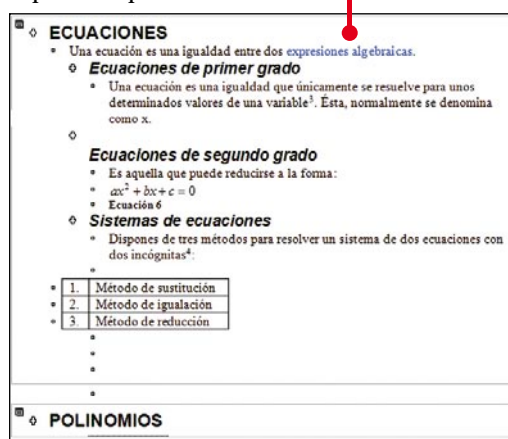 ECUACIONES
Una ecuación es una igualdad entre dos expresiones algebraicas.
Ecuaciones de primer grado
Una ecuación es una igualdad que únicamente se resuelve para unos
determinados valores de una variable³. Ésta, normalmente se denomina
como x.
Ecuaciones de segundo grado
Es aquella que puede reducirse a la forma:
ax² + bx + c = 0
Ecuación 6
Sistemas de ecuaciones
Dispones de tres métodos para resolver un sistema de dos ecuaciones con
dos incógnitas⁴:
1. Método de sustitución
2. Método de igualación
3. Método de reducción
POLINOMIOS